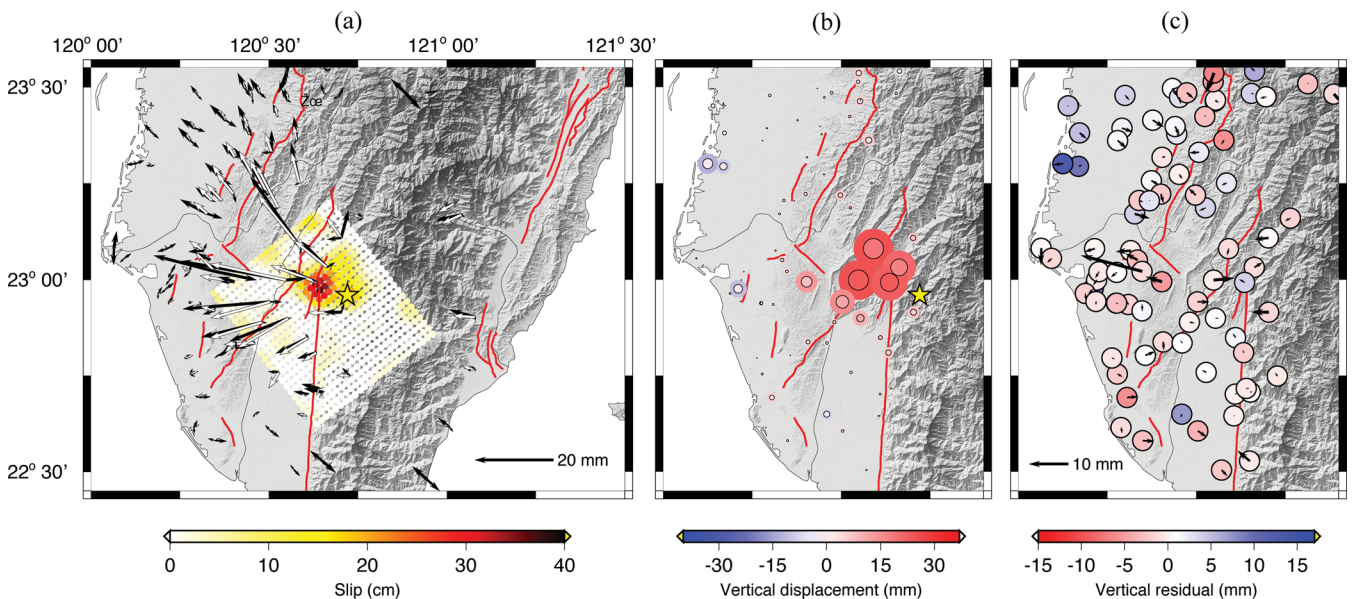 (a) (b) (c)
120° 00' 120° 30' 121° 00' 121° 30'
23° 30'
23° 00'
22° 30'
20 mm
10 mm
0 10 20 30 40
Slip (cm)
-30 -15 0 15 30
Vertical displacement (mm)
-15 -10 -5 0 5 10 15
Vertical residual (mm)